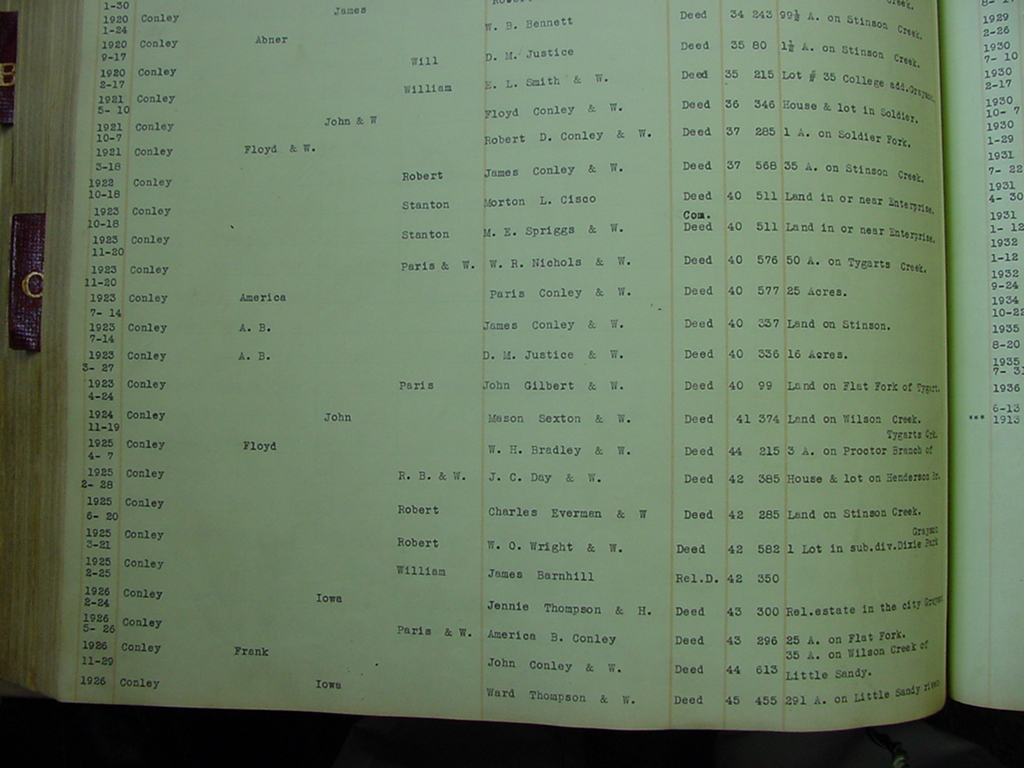 1-30
1920 Conley James W. B. Bennett Deed 34 243 99½ A. on Stinson Creek.
1-24
1920 Conley Abner D. M. Justice Deed 35 80 1½ A. on Stinson Creek.
9-17
1920 Conley Will E. L. Smith & W. Deed 35 215 Lot # 35 College add.Grayson.
2-17
1921 Conley William Floyd Conley & W. Deed 36 346 House & lot in Soldier.
5- 10
1921 Conley John & W Robert D. Conley & W. Deed 37 285 1 A. on Soldier Fork.
10-7
1921 Conley Floyd & W. James Conley & W. Deed 37 568 35 A. on Stinson Creek.
3-18
1922 Conley Robert Morton L. Cisco Deed 40 511 Land in or near Enterprise.
10-18
1923 Conley Stanton M. E. Spriggs & W. Com. Deed 40 511 Land in or near Enterprise.
10-18
1923 Conley Stanton W. R. Nichols & W. Deed 40 576 50 A. on Tygarts Creek.
11-20
1923 Conley Paris & W. Paris Conley & W. Deed 40 577 25 Acres.
11-20
1923 Conley America James Conley & W. Deed 40 337 Land on Stinson.
7- 14
1923 Conley A. B. D. M. Justice & W. Deed 40 336 16 Acres.
7-14
1923 Conley A. B. John Gilbert & W. Deed 40 99 Land on Flat Fork of Tygart.
3- 27
1923 Conley Paris Mason Sexton & W. Deed 41 374 Land on Wilson Creek.
4-24
1924 Conley John W. H. Bradley & W. Deed 44 215 3 A. on Proctor Branch of Tygarts Crk.
11-19
1925 Conley Floyd J. C. Day & W. Deed 42 385 House & lot on Henderson Br.
4- 7
1925 Conley R. B. & W. Charles Everman & W Deed 42 285 Land on Stinson Creek.
2- 28
1925 Conley Robert W. O. Wright & W. Deed 42 582 1 Lot in sub.div.Dixie Park Grayson
6- 20
1925 Conley Robert James Barnhill Rel.D. 42 350
3-21
1925 Conley William Jennie Thompson & H. Deed 43 300 Rel.estate in the city Grayson
2-25
1926 Conley Iowa America B. Conley Deed 43 296 25 A. on Flat Fork.
2-24
1926 Conley Paris & W. John Conley & W. Deed 44 613 35 A. on Wilson Creek of Little Sandy.
5- 26
1926 Conley Frank Ward Thompson & W. Deed 45 455 291 A. on Little Sandy river
11-29
1926 Conley Iowa
1929
2-26
1930
7- 10
1930
2-17
1930
10- 7
1930
1-29
1931
7- 22
1931
4- 30
1931
1- 12
1932
1-12
1932
9-24
1934
10-22
1935
8-20
1935
7- 31
1936
6-13
*** 1913